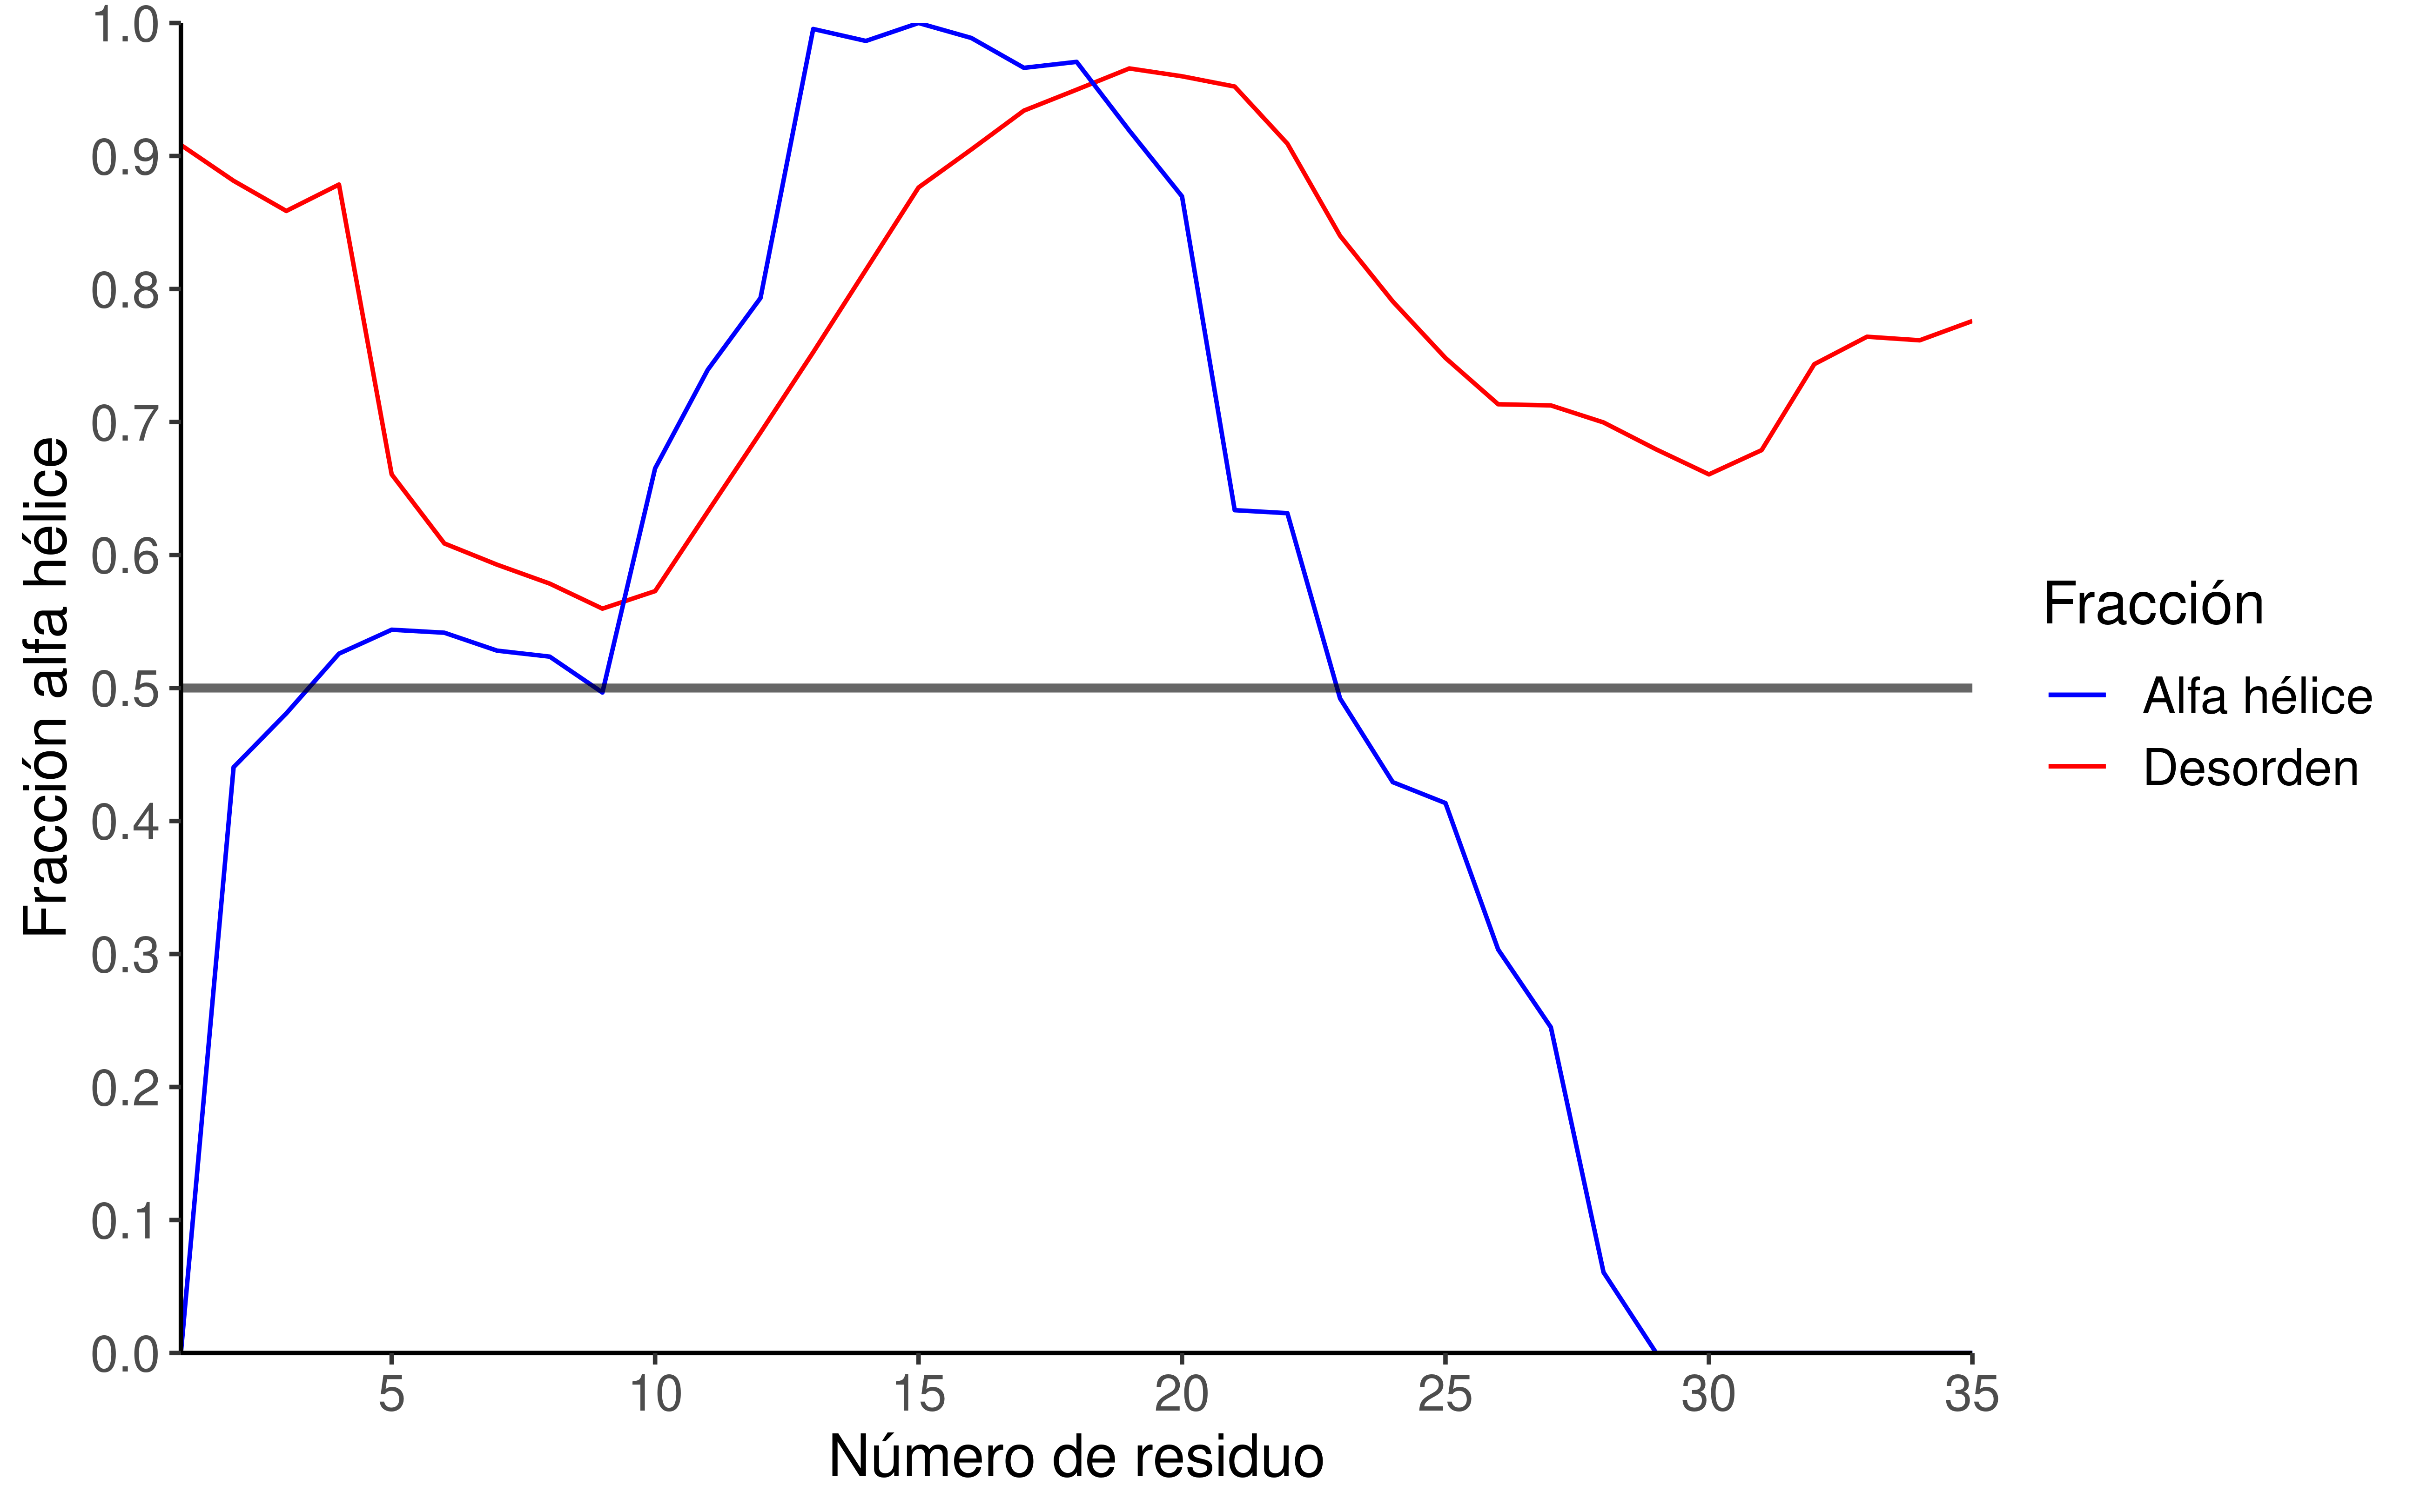 Fracción alfa hélice
1.0
0.9
0.8
0.7
0.6
0.5
0.4
0.3
0.2
0.1
0.0
5 10 15 20 25 30 35
Número de residuo
Fracción
Alfa hélice
Desorden